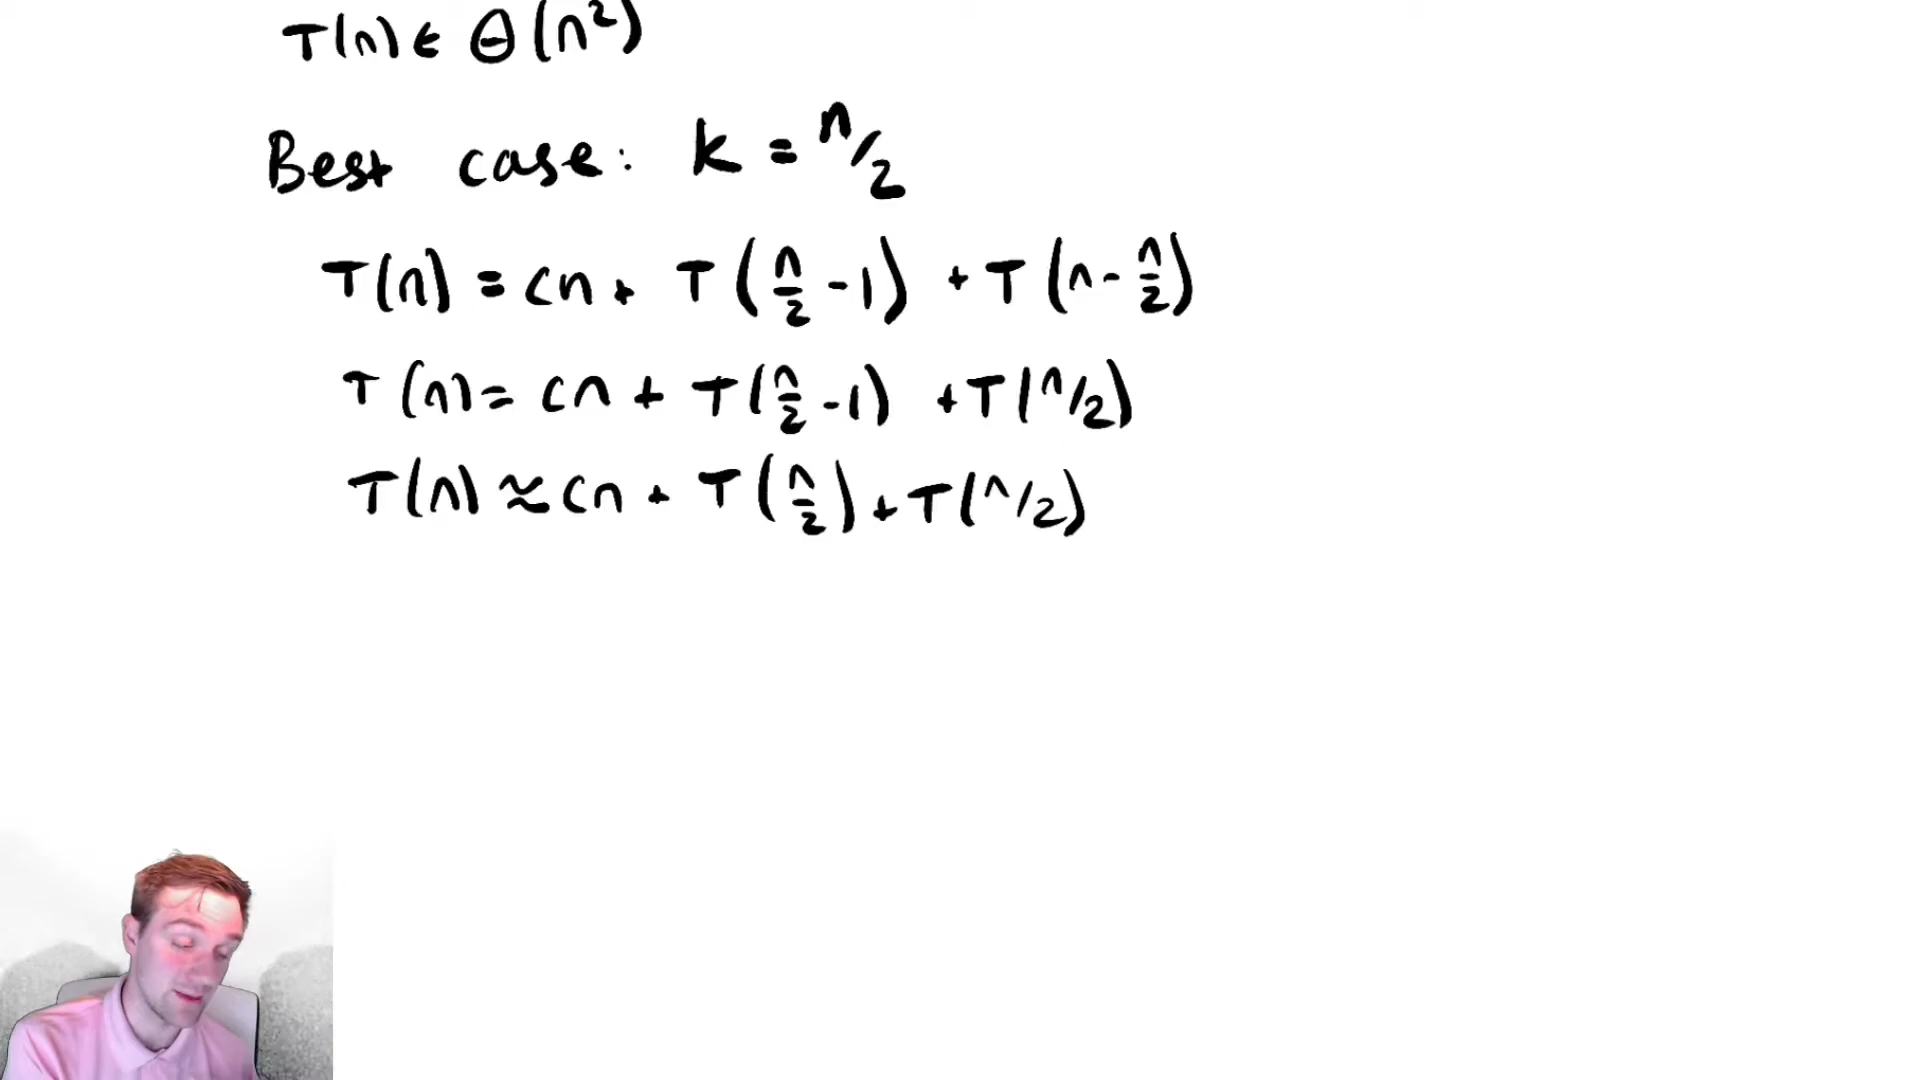 T(n) ∈ Θ(n²)
Best case: k = n/2
T(n) = cn + T(n/2 - 1) + T(n - n/2)
T(n) = cn + T(n/2 - 1) + T(n/2)
T(n) ≈ cn + T(n/2) + T(n/2)